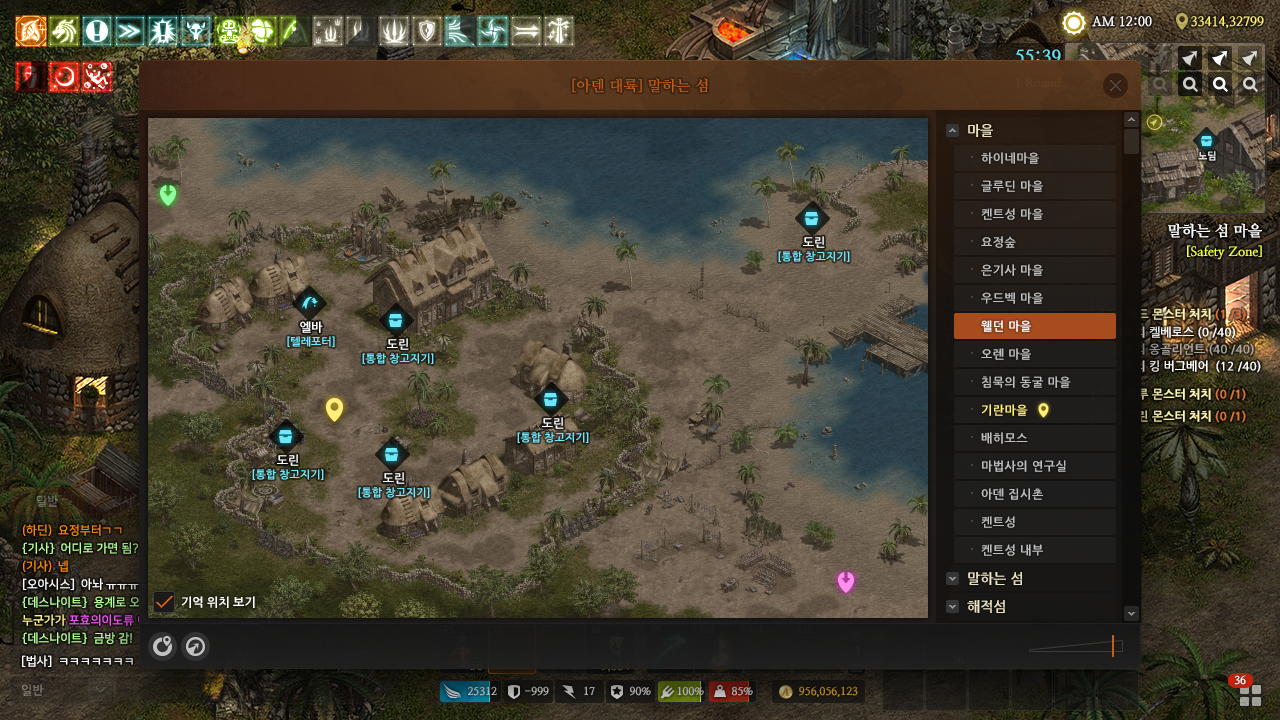 AM 12:00
33414,32799
55:39
[아덴 대륙] 말하는 섬
노딤
말하는 섬 마을
[Safety Zone]
도린
[통합 창고지기]
엘바
[텔레포터]
도린
[통합 창고지기]
도린
[통합 창고지기]
도린
[통합 창고지기]
도린
[통합 창고지기]
기억 위치 보기
마을
· 하이네마을
· 글루딘 마을
· 켄트성 마을
· 요정숲
· 은기사 마을
· 우드벡 마을
웰던 마을
· 오렌 마을
· 침묵의 동굴 마을
· 기란마을
· 배히모스
· 마법사의 연구실
· 아덴 집시촌
· 켄트성
· 켄트성 내부
말하는 섬
해적섬
몬스터 처치
켈베로스 (0 /40)
옹골리언트 (40 /40)
킹 버그베어 (12 /40)
몬스터 처치 (0 /1)
몬스터 처치 (0 /1)
일반
(하딘) 요정부터ㄱㄱ
{기사} 어디로 가면 됨?
(기사) 넵
[오아시스] 아놔 ㅠㅠㅠ
{데스나이트} 용계로 오
누군가가 포효의이도류
{데스나이트} 금방 감!
[법사] ㅋㅋㅋㅋㅋㅋㅋ
일반
25312
-999
17
90%
100%
85%
956,056,123
36